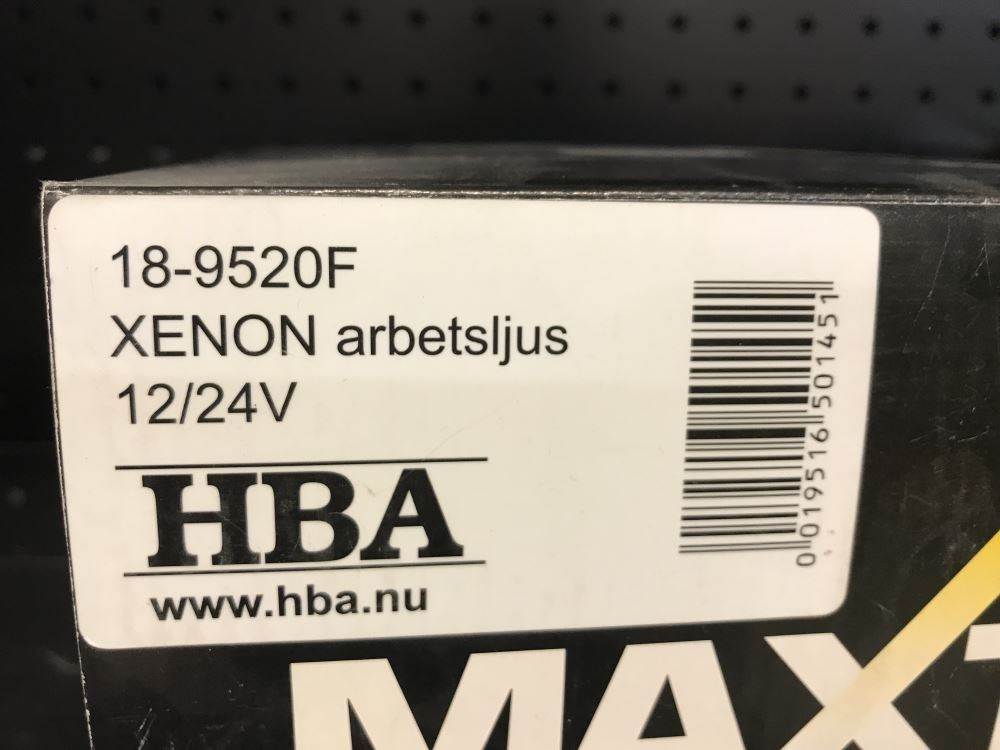 18-9520F
XENON arbetsljus
12/24V
HBA
www.hba.nu
0 019516 501451